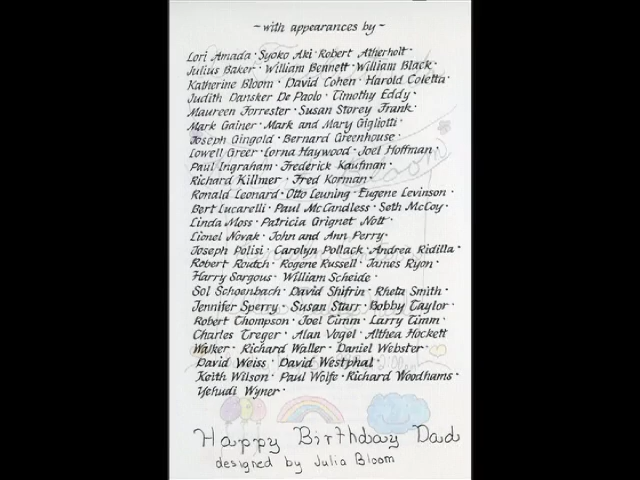 ~ with appearances by ~
Lori Amada · Syoko Aki · Robert Atherholt ·
Julius Baker · William Bennett · William Black ·
Katherine Bloom · David Cohen · Harold Coletta ·
Judith Dansker De Paolo · Timothy Eddy ·
Maureen Forrester · Susan Storey Frank ·
Mark Gainer · Mark and Mary Gigliotti ·
Joseph Gingold · Bernard Greenhouse ·
Lowell Greer · Lorna Haywood · Joel Hoffman ·
Paul Ingraham · Frederick Kaufman ·
Richard Killmer · Fred Korman ·
Ronald Leonard · Otto Leuning · Eugene Levinson ·
Bert Lucarelli · Paul McCandless · Seth McCoy ·
Linda Moss · Patricia Grignet Nott ·
Lionel Novak · John and Ann Perry ·
Joseph Polisi · Carolyn Pollack · Andrea Ridilla ·
Robert Routch · Rogene Russell · James Ryon ·
Harry Sargous · William Scheide ·
Sol Schoenbach · David Shifrin · Rheta Smith ·
Jennifer Sperry · Susan Starr · Bobby Taylor ·
Robert Thompson · Joel Timm · Larry Timm ·
Charles Treger · Alan Vogel · Althea Hockett
Walker · Richard Waller · Daniel Webster ·
David Weiss · David Westphal ·
Keith Wilson · Paul Wolfe · Richard Woodhams ·
Yehudi Wyner ·
Happy Birthday Dad
designed by Julia Bloom